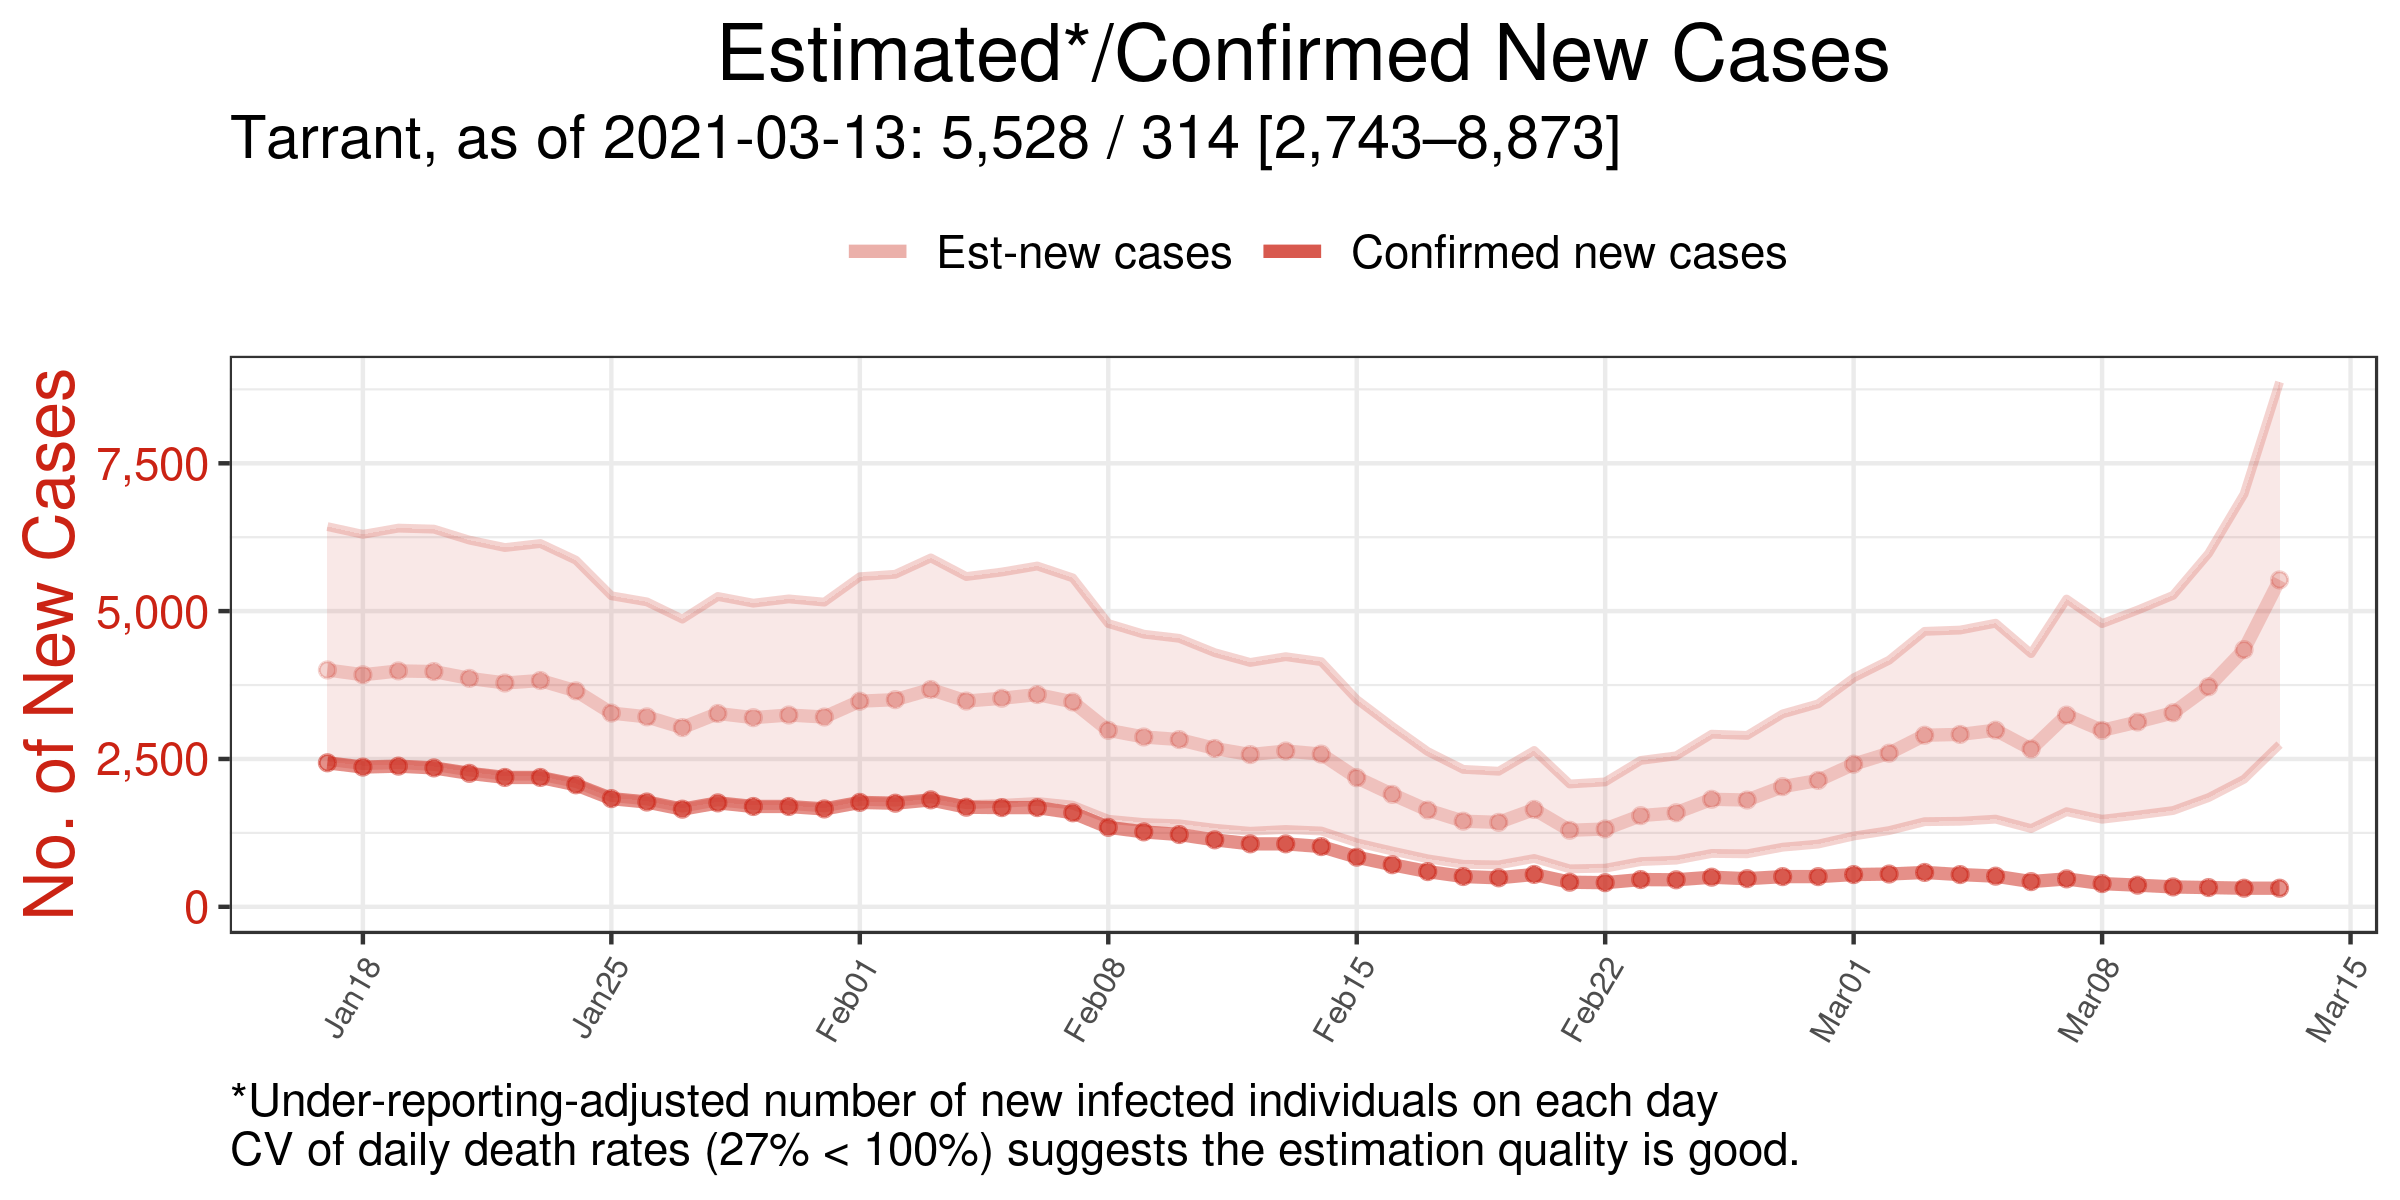 Estimated*/Confirmed New Cases
Tarrant, as of 2021-03-13: 5,528 / 314 [2,743–8,873]
Est-new cases
Confirmed new cases
No. of New Cases
7,500
5,000
2,500
0
Jan18
Jan25
Feb01
Feb08
Feb15
Feb22
Mar01
Mar08
Mar15
*Under-reporting-adjusted number of new infected individuals on each day
CV of daily death rates (27% < 100%) suggests the estimation quality is good.